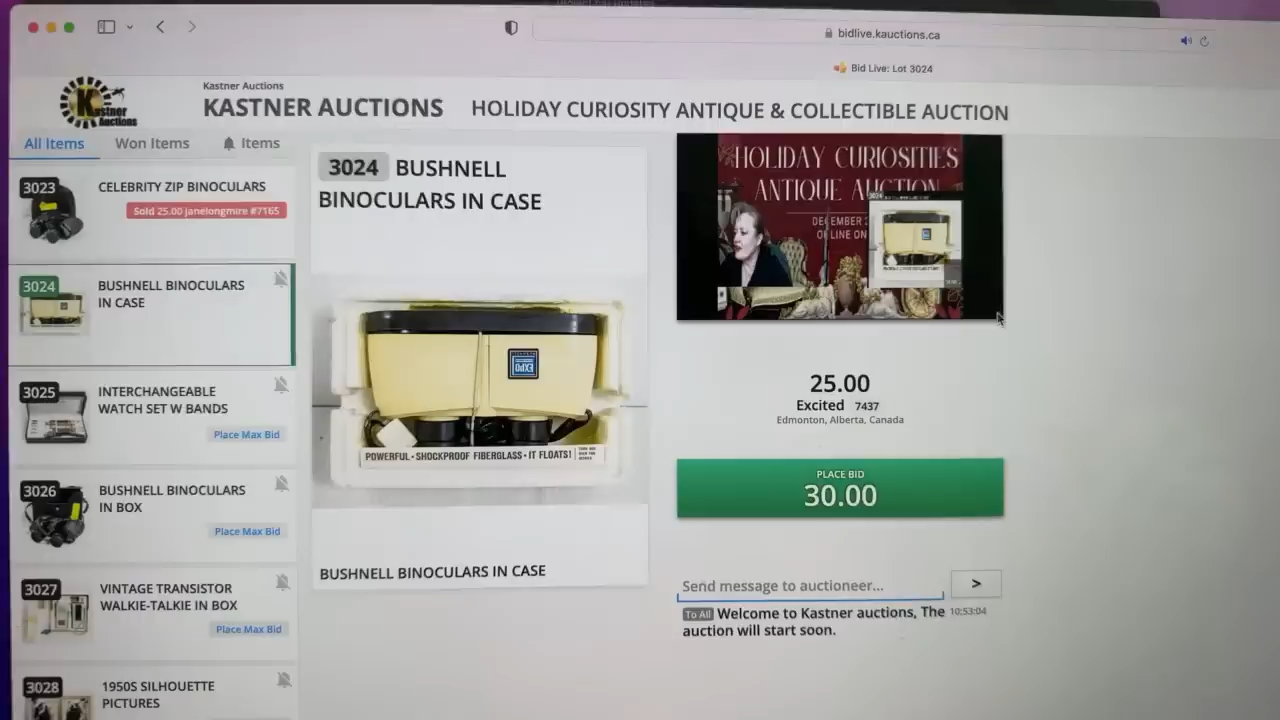 bidlive.kauctions.ca
Bid Live: Lot 3024
Kastner
Auctions
Kastner Auctions
KASTNER AUCTIONS
HOLIDAY CURIOSITY ANTIQUE & COLLECTIBLE AUCTION
All Items
Won Items
Items
3023
CELEBRITY ZIP BINOCULARS
Sold 25.00 janelongmire #7165
3024
BUSHNELL BINOCULARS
IN CASE
3025
INTERCHANGEABLE
WATCH SET W BANDS
Place Max Bid
3026
BUSHNELL BINOCULARS
IN BOX
Place Max Bid
3027
VINTAGE TRANSISTOR
WALKIE-TALKIE IN BOX
Place Max Bid
3028
1950S SILHOUETTE
PICTURES
3024 BUSHNELL
BINOCULARS IN CASE
EXPO
POWERFUL • SHOCKPROOF FIBERGLASS • IT FLOATS!
BUSHNELL BINOCULARS IN CASE
HOLIDAY CURIOSITIES
ANTIQUE AUCTION
DECEMBER
3024
25.00
Excited 7437
Edmonton, Alberta, Canada
PLACE BID
30.00
Send message to auctioneer...
>
To All Welcome to Kastner auctions, The 10:53:04
auction will start soon.